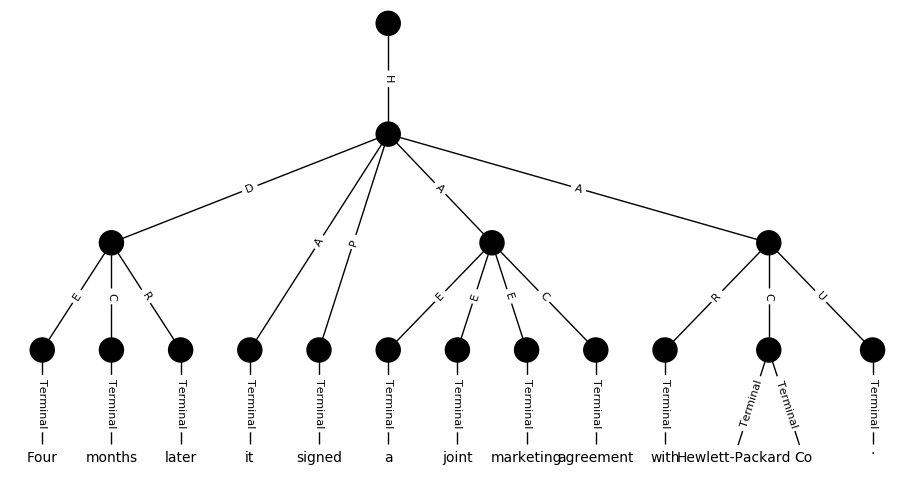 H
D A P A A
E C R E E E C R C U
Terminal Terminal Terminal Terminal Terminal Terminal Terminal Terminal Terminal Terminal Terminal Terminal Terminal
Four months later it signed a joint marketing agreement with Hewlett-Packard Co .